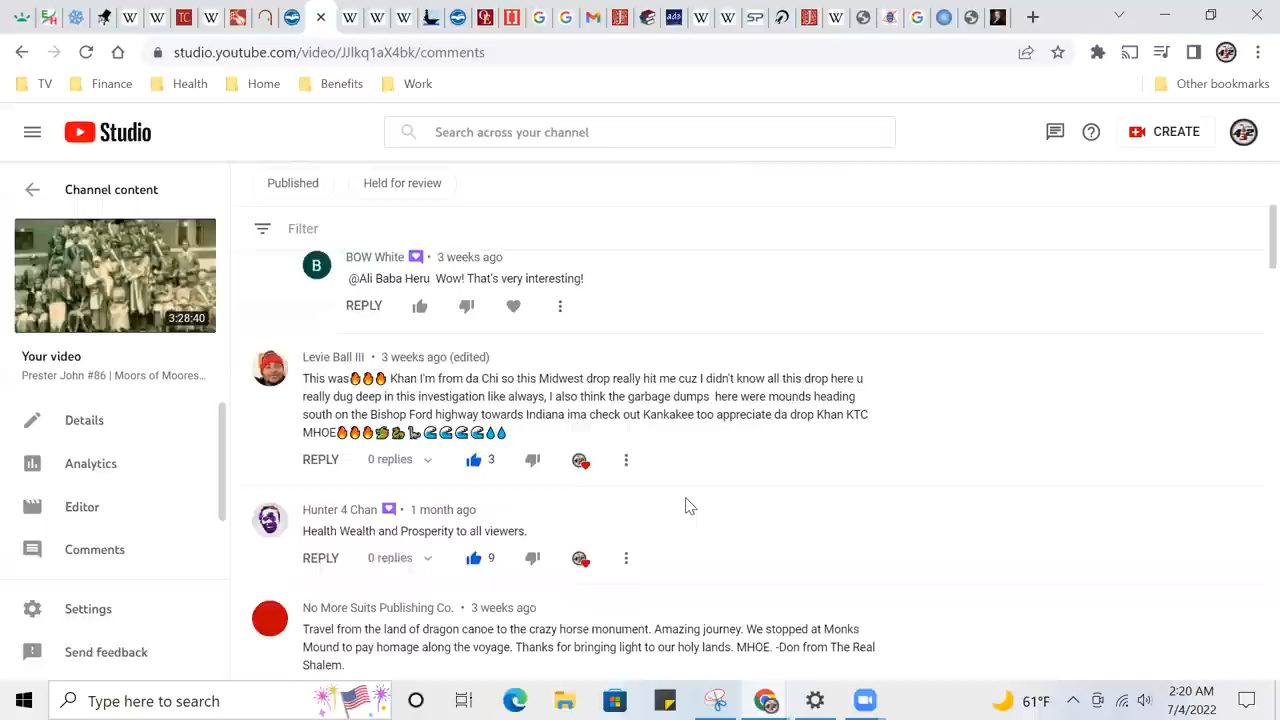 W
W
TC
W
W
W
W
W
CR
[]
G
G
ads
W
W
SP
W
G
studio.youtube.com/video/JJlkq1aX4bk/comments
TV
Finance
Health
Home
Benefits
Work
Other bookmarks
Studio
Search across your channel
CREATE
Channel content
Published
Held for review
Filter
3:28:40
Your video
Prester John #86 | Moors of Moores...
Details
Analytics
Editor
Comments
Settings
Send feedback
B
BOW White • 3 weeks ago
@Ali Baba Heru Wow! That's very interesting!
REPLY
Levie Ball III • 3 weeks ago (edited)
This was🔥🔥🔥 Khan I'm from da Chi so this Midwest drop really hit me cuz I didn't know all this drop here u
really dug deep in this investigation like always, I also think the garbage dumps here were mounds heading
south on the Bishop Ford highway towards Indiana ima check out Kankakee too appreciate da drop Khan KTC
MHOE🔥🔥🔥🐲🐉🦕🌊🌊🌊🌊💧💧
REPLY 0 replies 3
Hunter 4 Chan • 1 month ago
Health Wealth and Prosperity to all viewers.
REPLY 0 replies 9
No More Suits Publishing Co. • 3 weeks ago
Travel from the land of dragon canoe to the crazy horse monument. Amazing journey. We stopped at Monks
Mound to pay homage along the voyage. Thanks for bringing light to our holy lands. MHOE. -Don from The Real
Shalem.
Type here to search
61°F
2:20 AM
7/4/2022